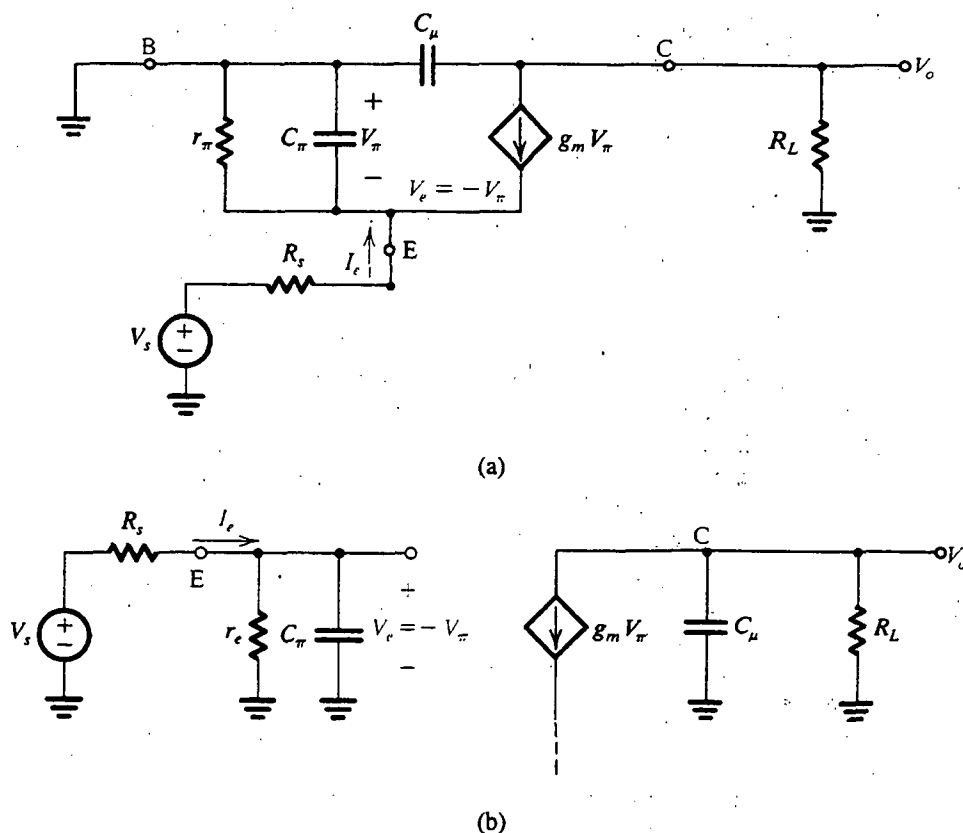 C_μ
B
C
V_o
+
r_π
C_π
V_π
g_m V_π
R_L
−
V_e = −V_π
R_s
I_e
E
V_s
+
−
(a)
R_s
I_e
C
E
V_o
+
V_s
+
−
r_e
C_π
V_e = −V_π
−
g_m V_π
C_μ
R_L
(b)